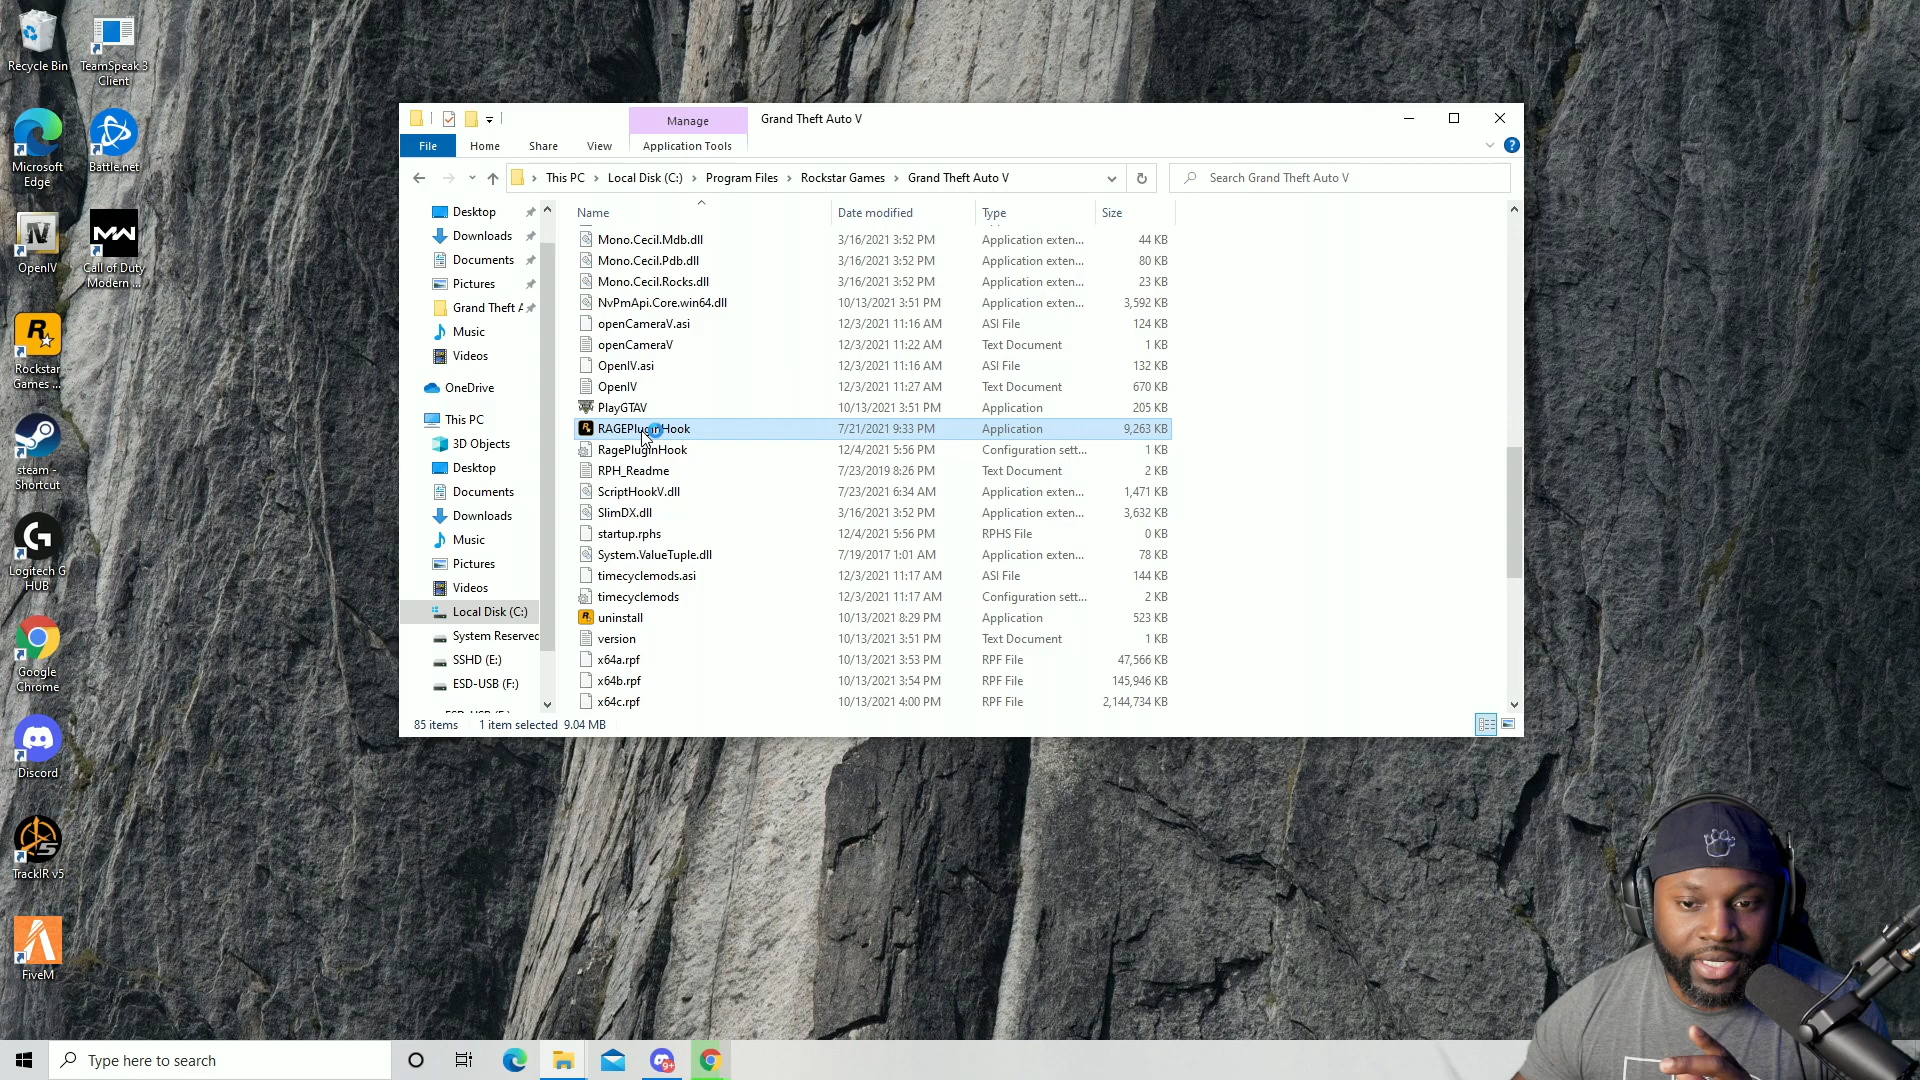 Recycle Bin
TeamSpeak 3
Client
Microsoft
Edge
Battle.net
OpenIV
MW
Call of Duty
Modern ...
Rockstar
Games ...
steam -
Shortcut
Logitech G
HUB
Google
Chrome
Discord
TrackIR v5
FiveM
Manage
Grand Theft Auto V
File
Home
Share
View
Application Tools
This PC
Local Disk (C:)
Program Files
Rockstar Games
Grand Theft Auto V
Search Grand Theft Auto V
Desktop
Downloads
Documents
Pictures
Grand Theft A
Music
Videos
OneDrive
This PC
3D Objects
Desktop
Documents
Downloads
Music
Pictures
Videos
Local Disk (C:)
System Reserved
SSHD (E:)
ESD-USB (F:)
Name Date modified Type Size
Mono.Cecil.Mdb.dll 3/16/2021 3:52 PM Application exten... 44 KB
Mono.Cecil.Pdb.dll 3/16/2021 3:52 PM Application exten... 80 KB
Mono.Cecil.Rocks.dll 3/16/2021 3:52 PM Application exten... 23 KB
NvPmApi.Core.win64.dll 10/13/2021 3:51 PM Application exten... 3,592 KB
openCameraV.asi 12/3/2021 11:16 AM ASI File 124 KB
openCameraV 12/3/2021 11:22 AM Text Document 1 KB
OpenIV.asi 12/3/2021 11:16 AM ASI File 132 KB
OpenIV 12/3/2021 11:27 AM Text Document 670 KB
PlayGTAV 10/13/2021 3:51 PM Application 205 KB
RAGEPluginHook 7/21/2021 9:33 PM Application 9,263 KB
RagePluginHook 12/4/2021 5:56 PM Configuration sett... 1 KB
RPH_Readme 7/23/2019 8:26 PM Text Document 2 KB
ScriptHookV.dll 7/23/2021 6:34 AM Application exten... 1,471 KB
SlimDX.dll 3/16/2021 3:52 PM Application exten... 3,632 KB
startup.rphs 12/4/2021 5:56 PM RPHS File 0 KB
System.ValueTuple.dll 7/19/2017 1:01 AM Application exten... 78 KB
timecyclemods.asi 12/3/2021 11:17 AM ASI File 144 KB
timecyclemods 12/3/2021 11:17 AM Configuration sett... 2 KB
uninstall 10/13/2021 8:29 PM Application 523 KB
version 10/13/2021 3:51 PM Text Document 1 KB
x64a.rpf 10/13/2021 3:53 PM RPF File 47,566 KB
x64b.rpf 10/13/2021 3:54 PM RPF File 145,946 KB
x64c.rpf 10/13/2021 4:00 PM RPF File 2,144,734 KB
85 items 1 item selected 9.04 MB
Type here to search
9+